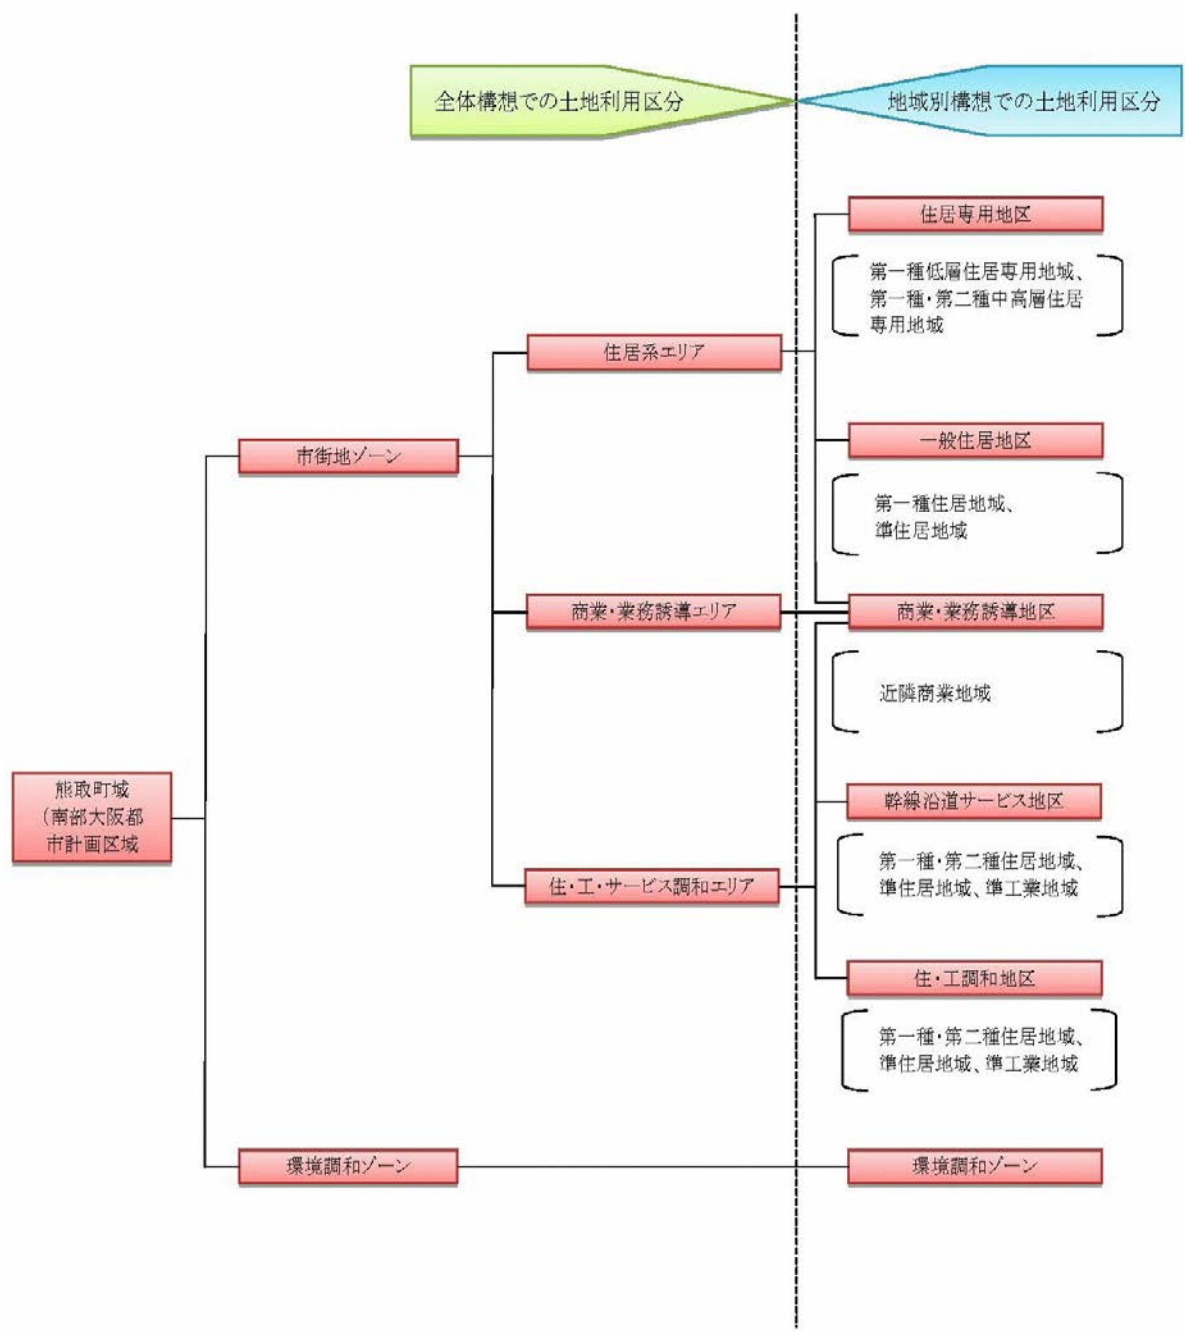 全体構想での土地利用区分
地域別構想での土地利用区分
住居専用地区
第一種低層住居専用地域、
第一種・第二種中高層住居
専用地域
住居系エリア
一般住居地区
市街地ゾーン
第一種住居地域、
準住居地域
商業・業務誘導エリア
商業・業務誘導地区
近隣商業地域
熊取町域
(南部大阪都
市計画区域
幹線沿道サービス地区
第一種・第二種住居地域、
準住居地域、準工業地域
住・工・サービス調和エリア
住・工調和地区
第一種・第二種住居地域、
準住居地域、準工業地域
環境調和ゾーン
環境調和ゾーン